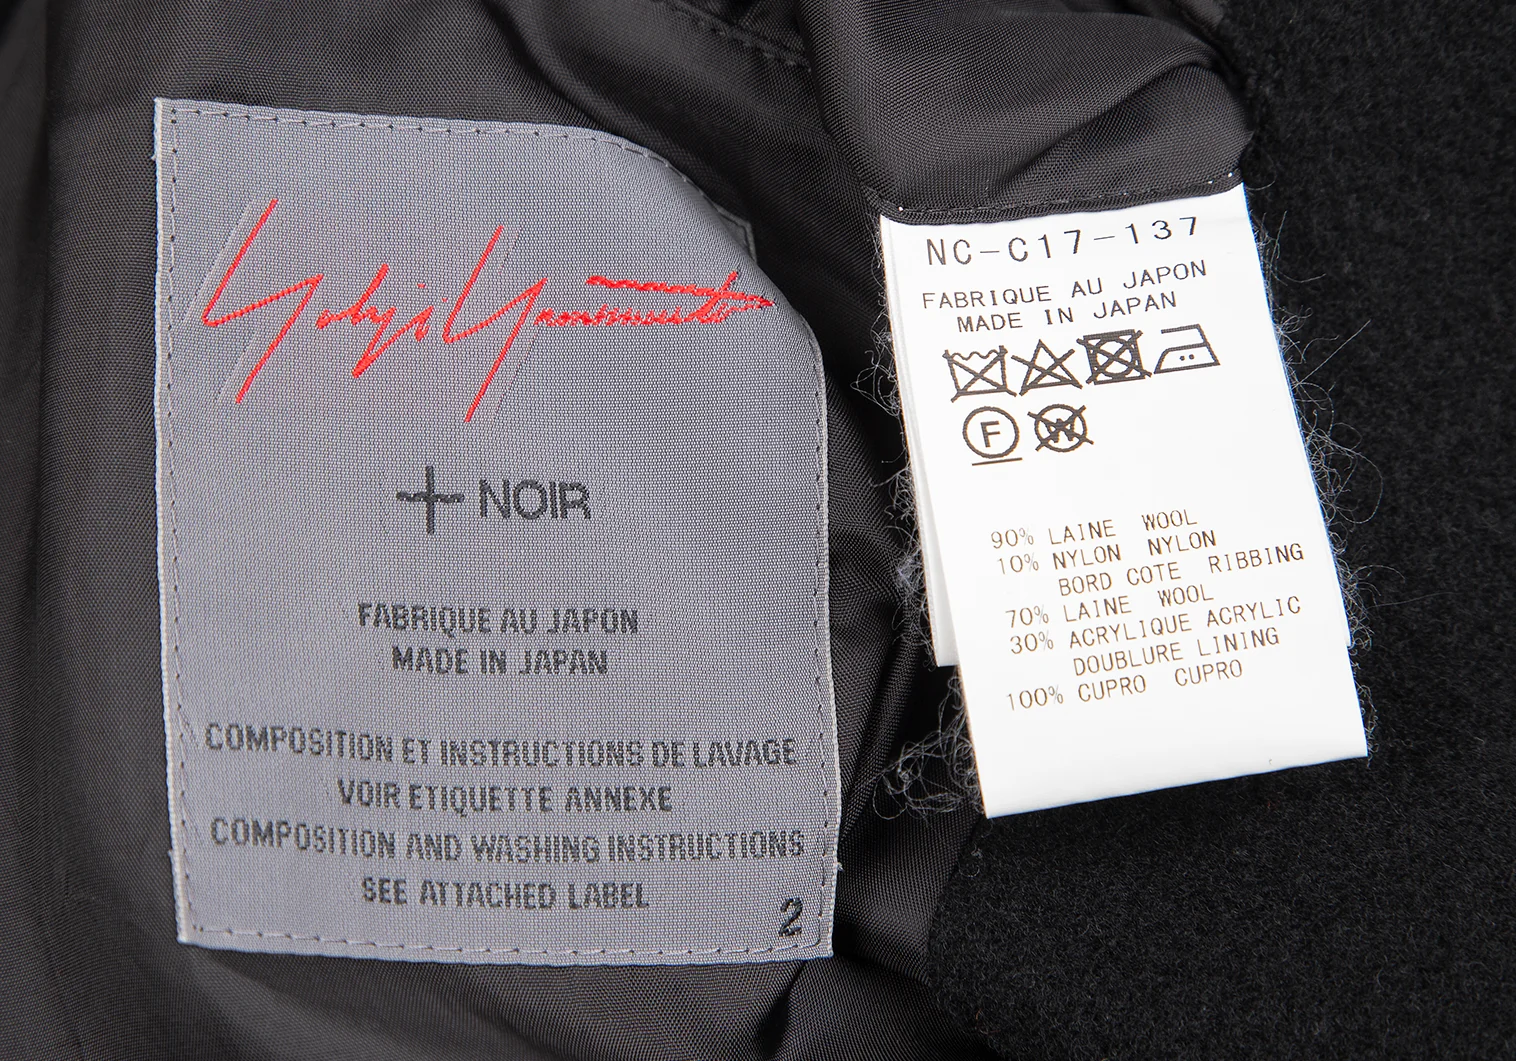 Yohji Yamamoto
+ NOIR
FABRIQUE AU JAPON
MADE IN JAPAN
COMPOSITION ET INSTRUCTIONS DE LAVAGE
VOIR ETIQUETTE ANNEXE
COMPOSITION AND WASHING INSTRUCTIONS
SEE ATTACHED LABEL
2
NC-C17-137
FABRIQUE AU JAPON
MADE IN JAPAN
F
W
90% LAINE WOOL
10% NYLON NYLON
BORD COTE RIBBING
70% LAINE WOOL
30% ACRYLIQUE ACRYLIC
DOUBLURE LINING
100% CUPRO CUPRO